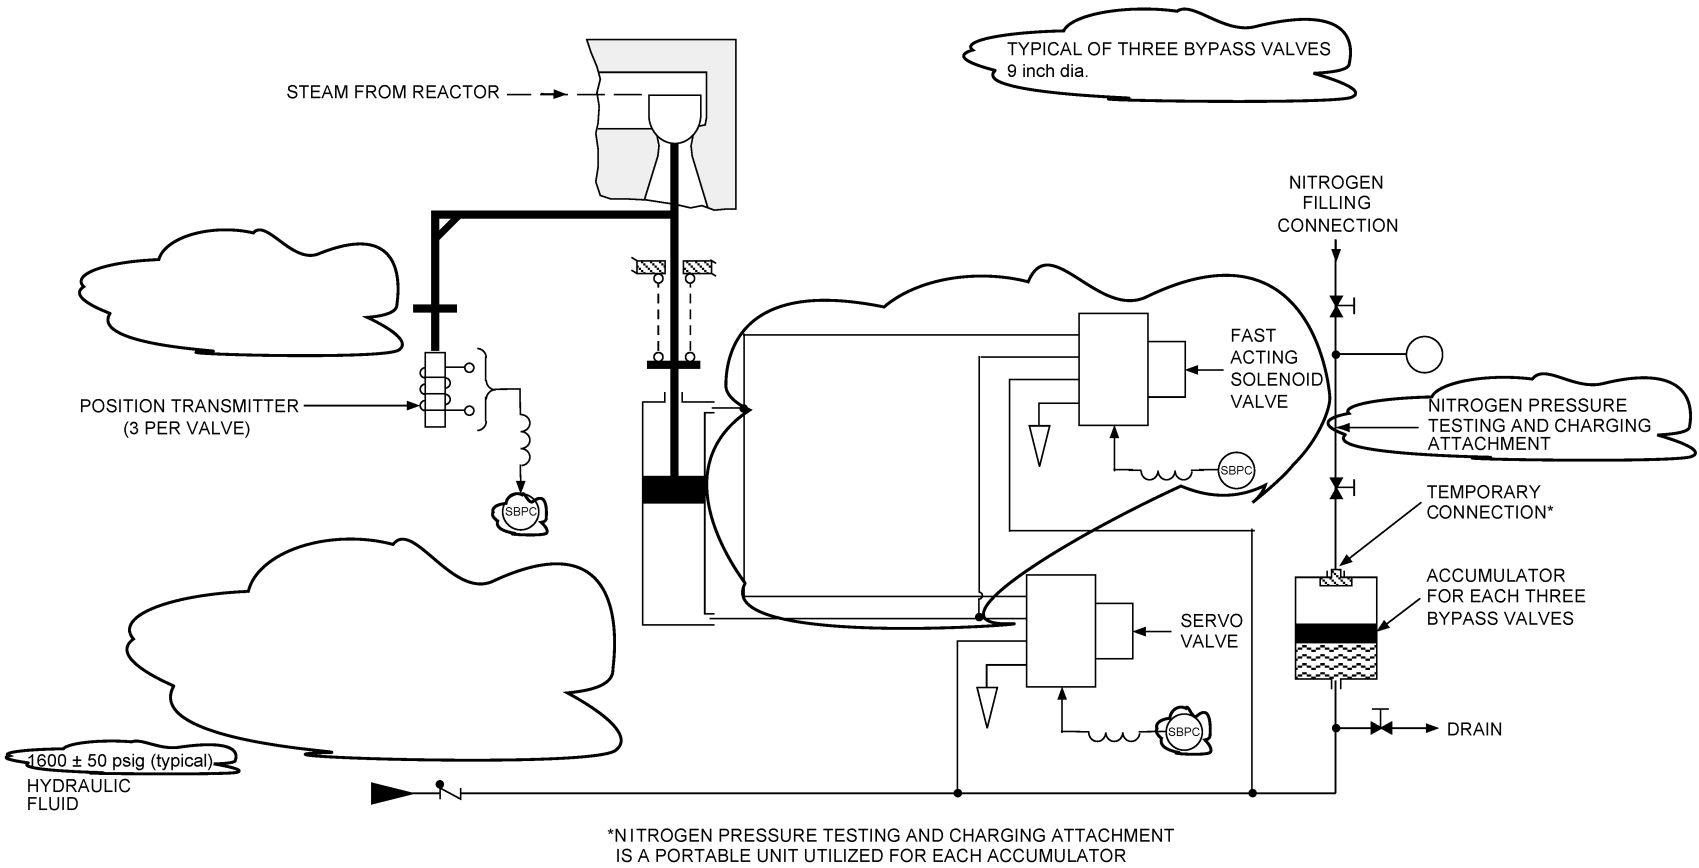 TYPICAL OF THREE BYPASS VALVES
9 inch dia.
STEAM FROM REACTOR
NITROGEN
FILLING
CONNECTION
FAST
ACTING
SOLENOID
VALVE
POSITION TRANSMITTER
(3 PER VALVE)
NITROGEN PRESSURE
TESTING AND CHARGING
ATTACHMENT
SBPC
SBPC
TEMPORARY
CONNECTION*
ACCUMULATOR
FOR EACH THREE
BYPASS VALVES
SERVO
VALVE
SBPC
DRAIN
1600 ± 50 psig (typical)
HYDRAULIC
FLUID
*NITROGEN PRESSURE TESTING AND CHARGING ATTACHMENT
IS A PORTABLE UNIT UTILIZED FOR EACH ACCUMULATOR